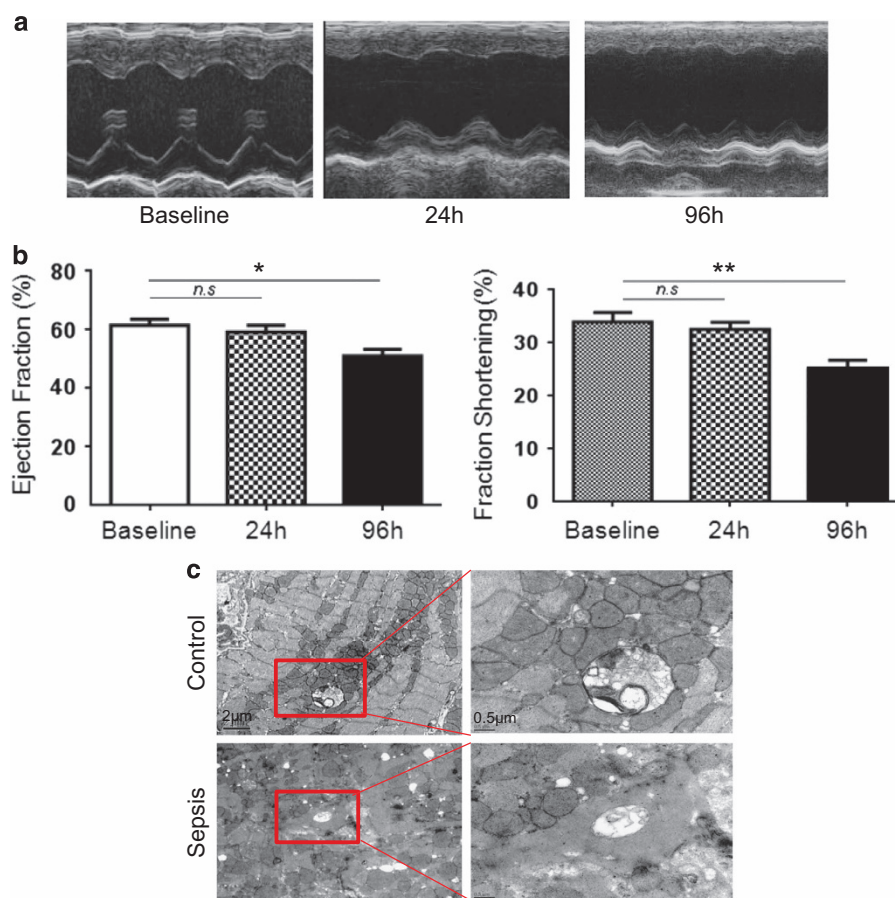 a
Baseline
24h
96h
b
Ejection Fraction (%)
80
60
40
20
0
*
n.s
Baseline
24h
96h
Fraction Shortening(%)
40
30
20
10
0
**
n.s
Baseline
24h
96h
c
Control
2μm
0.5μm
Sepsis